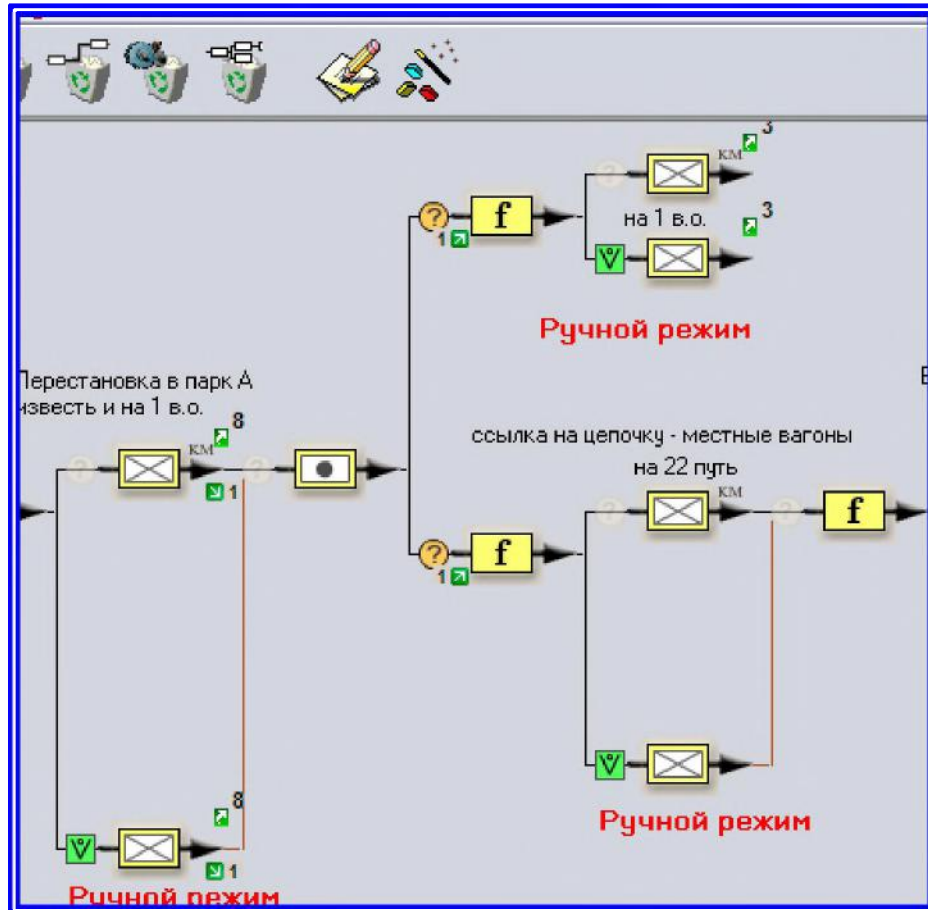 3
КМ
3
на 1 в.о.
?
f
1
Ручной режим
Перестановка в парк А
известь и на 1 в.о.
8
КМ
1
ссылка на цепочку - местные вагоны
на 22 путь
КМ
?
f
f
1
8
1
Ручной режим
Ручной режим